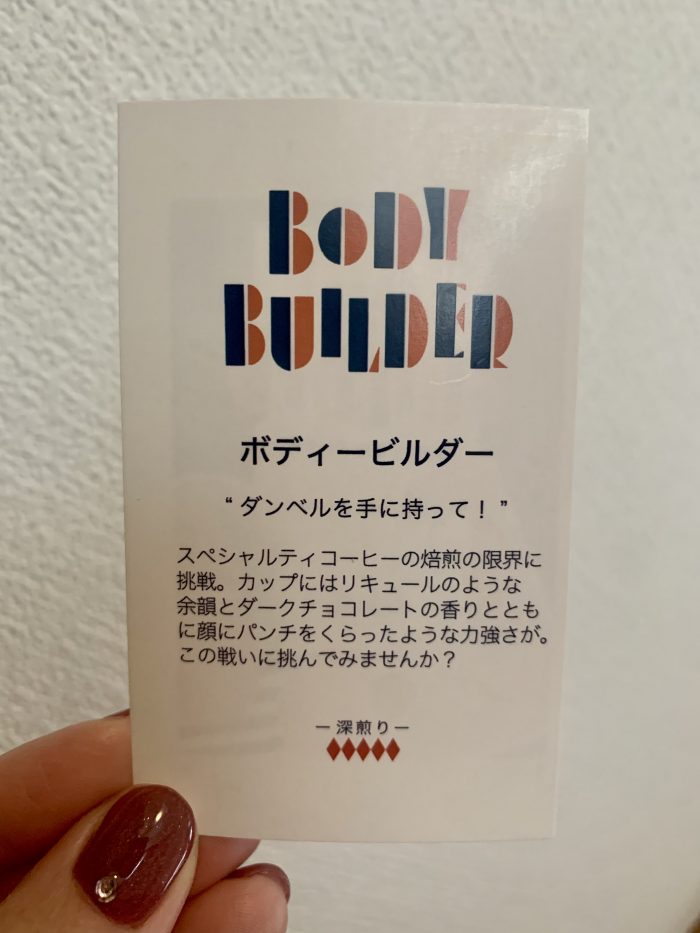 BODY
BUILDER
ボディービルダー
“ ダンベルを手に持って！ ”
スペシャルティコーヒーの焙煎の限界に
挑戦。カップにはリキュールのような
余韻とダークチョコレートの香りととも
に顔にパンチをくらったような力強さが。
この戦いに挑んでみませんか？
ー 深煎り ー